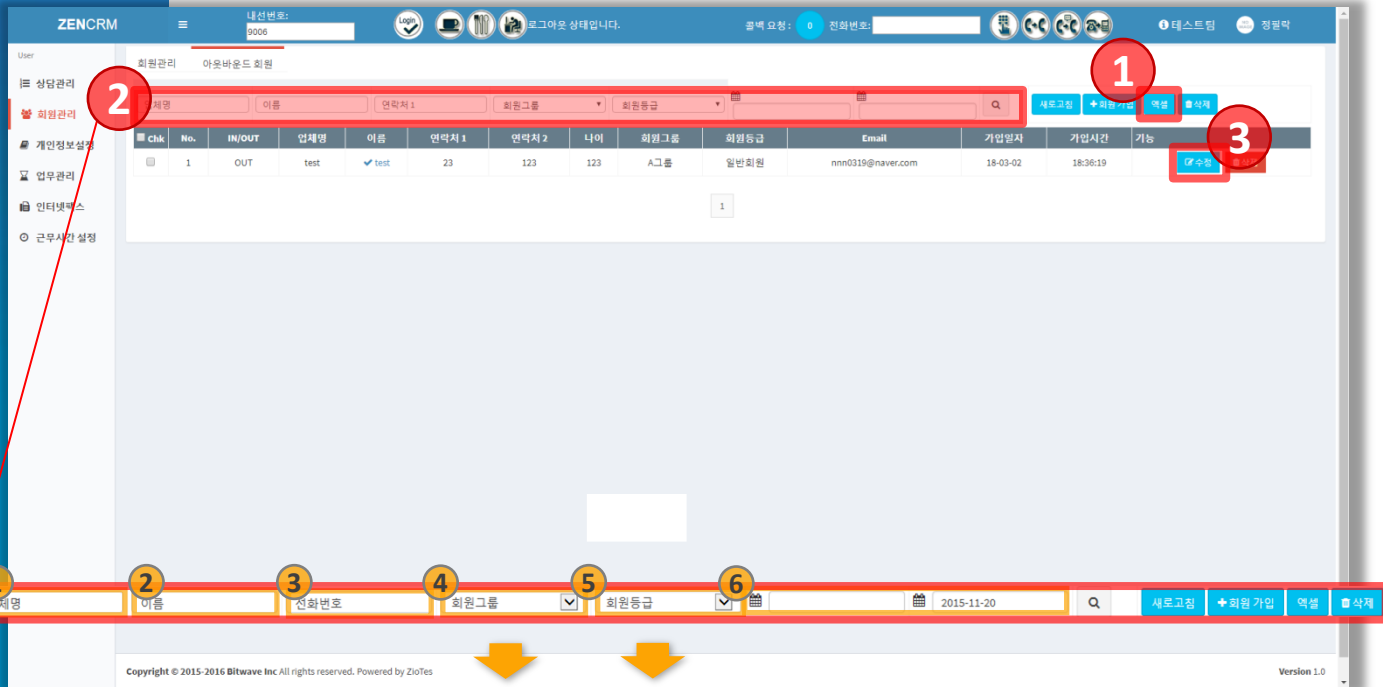 ZENCRM
내선번호:
9006
Login
로그아웃 상태입니다.
콜백 요청 : 0 전화번호:
테스트팀
정필락
User
상담관리
회원관리
개인정보설정
업무관리
인터넷팩스
근무시간 설정
회원관리 아웃바운드 회원
1
2
이름 연락처1 회원그룹 회원등급
새로고침 회원가입 엑셀 삭제
3
Chk No. IN/OUT 업체명 이름 연락처 1 연락처 2 나이 회원그룹 회원등급 Email 가입일자 가입시간 기능
1 OUT test test 23 123 123 A그룹 일반회원 nnn0319@naver.com 18-03-02 18:36:19 수정
1
2 3 4 5 6
체명 이름 전화번호 회원그룹 회원등급 2015-11-20 새로고침 회원 가입 엑셀 삭제
Copyright © 2015-2016 Bitwave Inc All rights reserved. Powered by ZioTes
Version 1.0